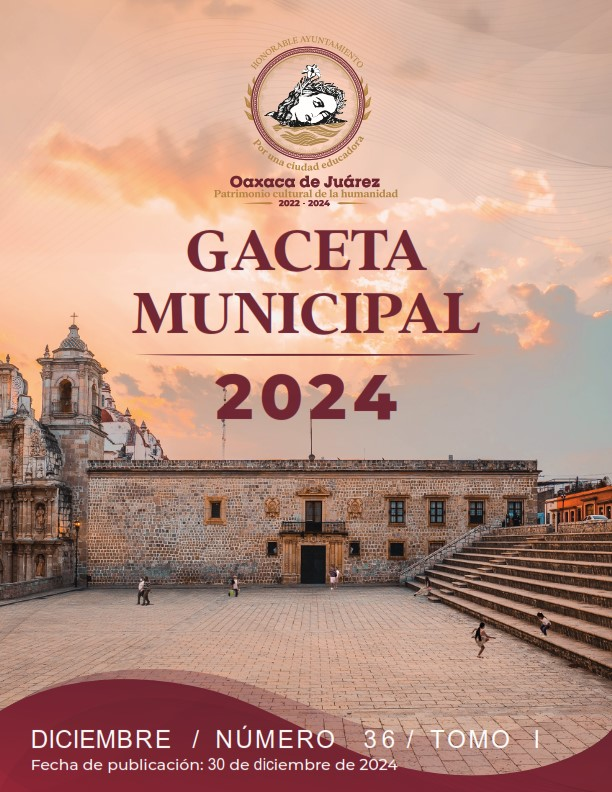 HONORABLE AYUNTAMIENTO
Por una ciudad educadora
Oaxaca de Juárez
Patrimonio cultural de la humanidad
2022 - 2024
GACETA
MUNICIPAL
2024
DICIEMBRE / NÚMERO 36 / TOMO I
Fecha de publicación: 30 de diciembre de 2024